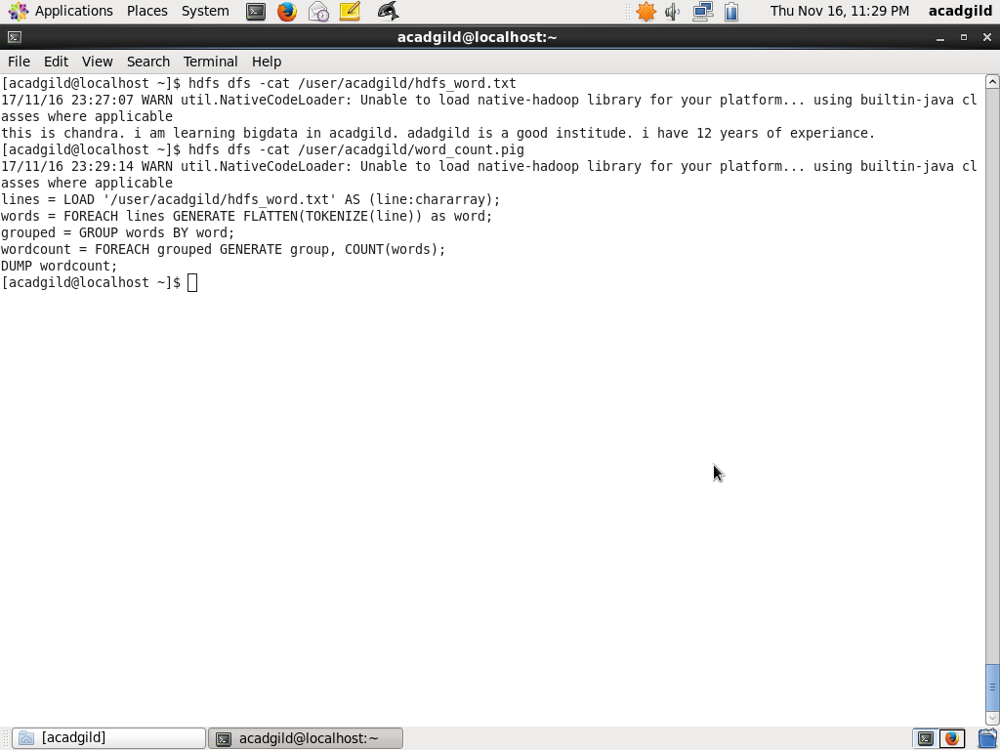 Applications Places System Thu Nov 16, 11:29 PM acadgild
acadgild@localhost:~
File Edit View Search Terminal Help
[acadgild@localhost ~]$ hdfs dfs -cat /user/acadgild/hdfs_word.txt
17/11/16 23:27:07 WARN util.NativeCodeLoader: Unable to load native-hadoop library for your platform... using builtin-java cl
asses where applicable
this is chandra. i am learning bigdata in acadgild. adadgild is a good institude. i have 12 years of experiance.
[acadgild@localhost ~]$ hdfs dfs -cat /user/acadgild/word_count.pig
17/11/16 23:29:14 WARN util.NativeCodeLoader: Unable to load native-hadoop library for your platform... using builtin-java cl
asses where applicable
lines = LOAD '/user/acadgild/hdfs_word.txt' AS (line:chararray);
words = FOREACH lines GENERATE FLATTEN(TOKENIZE(line)) as word;
grouped = GROUP words BY word;
wordcount = FOREACH grouped GENERATE group, COUNT(words);
DUMP wordcount;
[acadgild@localhost ~]$
[acadgild] acadgild@localhost:~